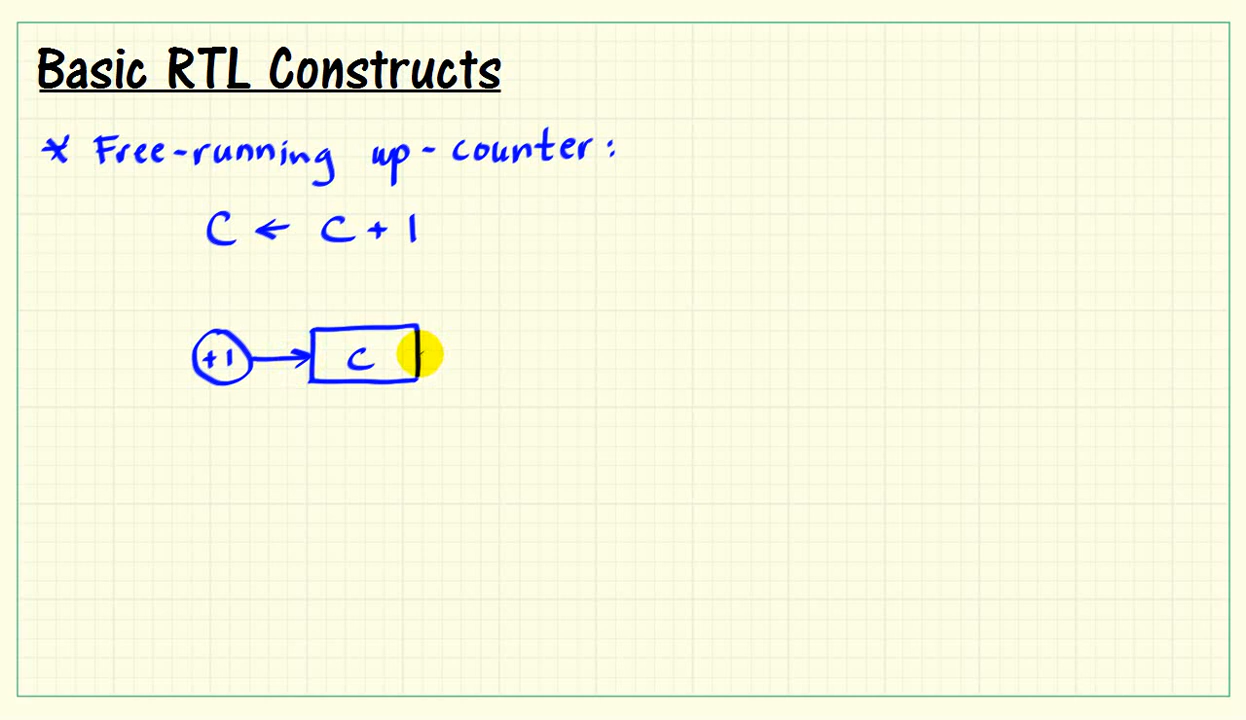 Basic RTL Constructs
* Free-running up-counter:
C ← C + 1
+1 C